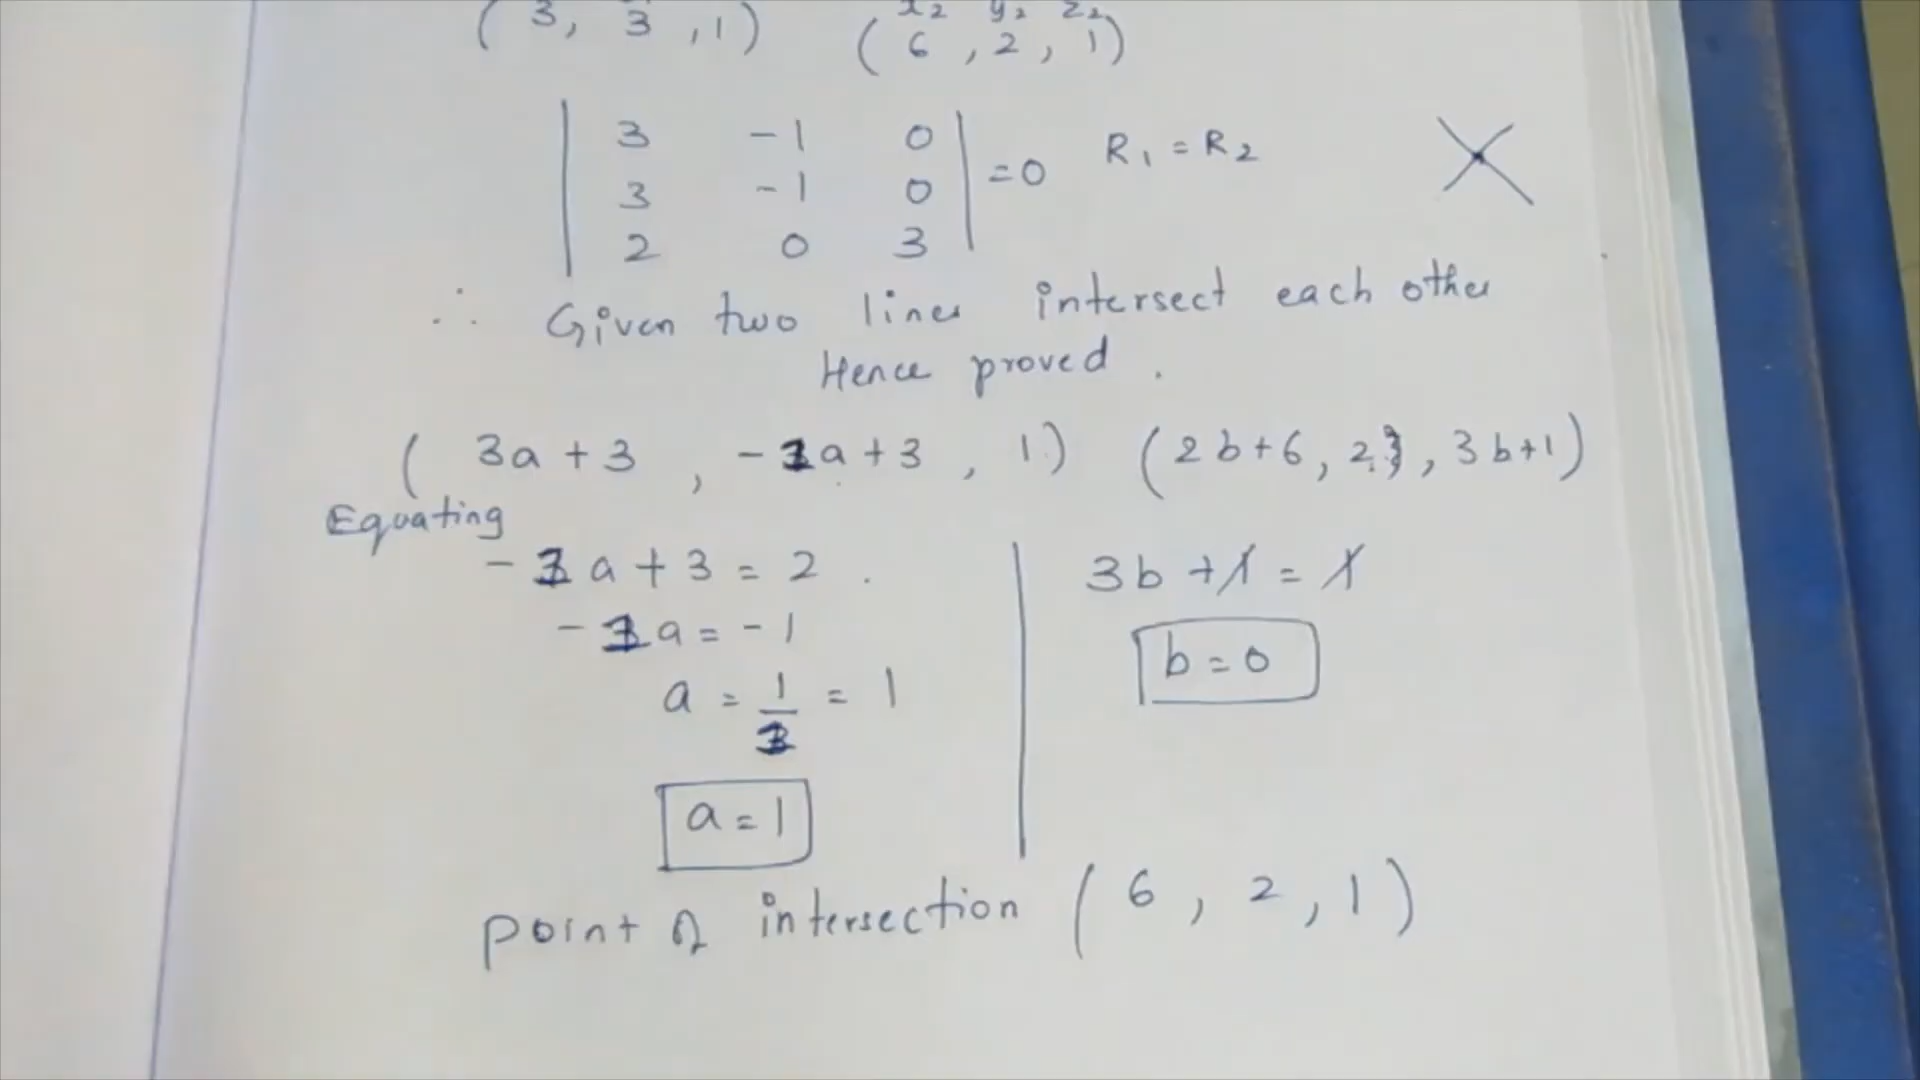 ( 3, 3, 1) ( 6, 2, 1)
x2 y2 z2
| 3 -1 0 |
| 3 -1 0 | = 0 R1 = R2
| 2 0 3 |
∴ Given two lines intersect each other
Hence proved.
( 3a + 3, -1a + 3, 1) (2b+6, 2, 3b+1)
Equating
-1a + 3 = 2.
3b + 1 = 1
-1a = -1
b = 0
a = 1/1 = 1
a = 1
point of intersection (6, 2, 1)